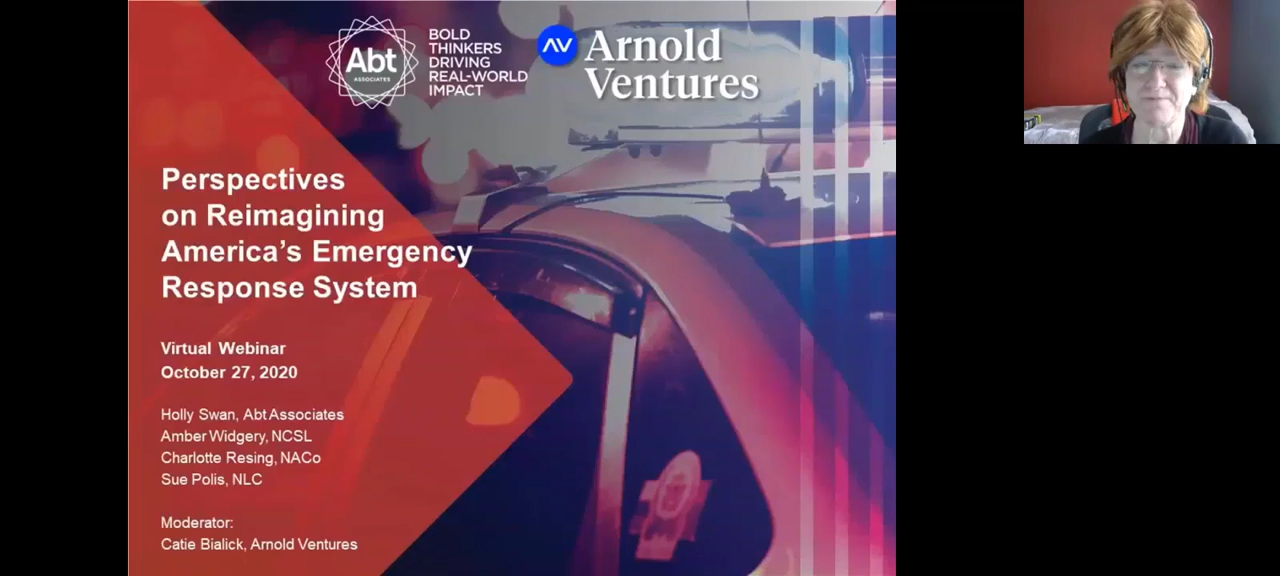 Abt
ASSOCIATES
BOLD
THINKERS
DRIVING
REAL-WORLD
IMPACT
AV
Arnold
Ventures
Perspectives
on Reimagining
America's Emergency
Response System
Virtual Webinar
October 27, 2020
Holly Swan, Abt Associates
Amber Widgery, NCSL
Charlotte Resing, NACo
Sue Polis, NLC
Moderator:
Catie Bialick, Arnold Ventures